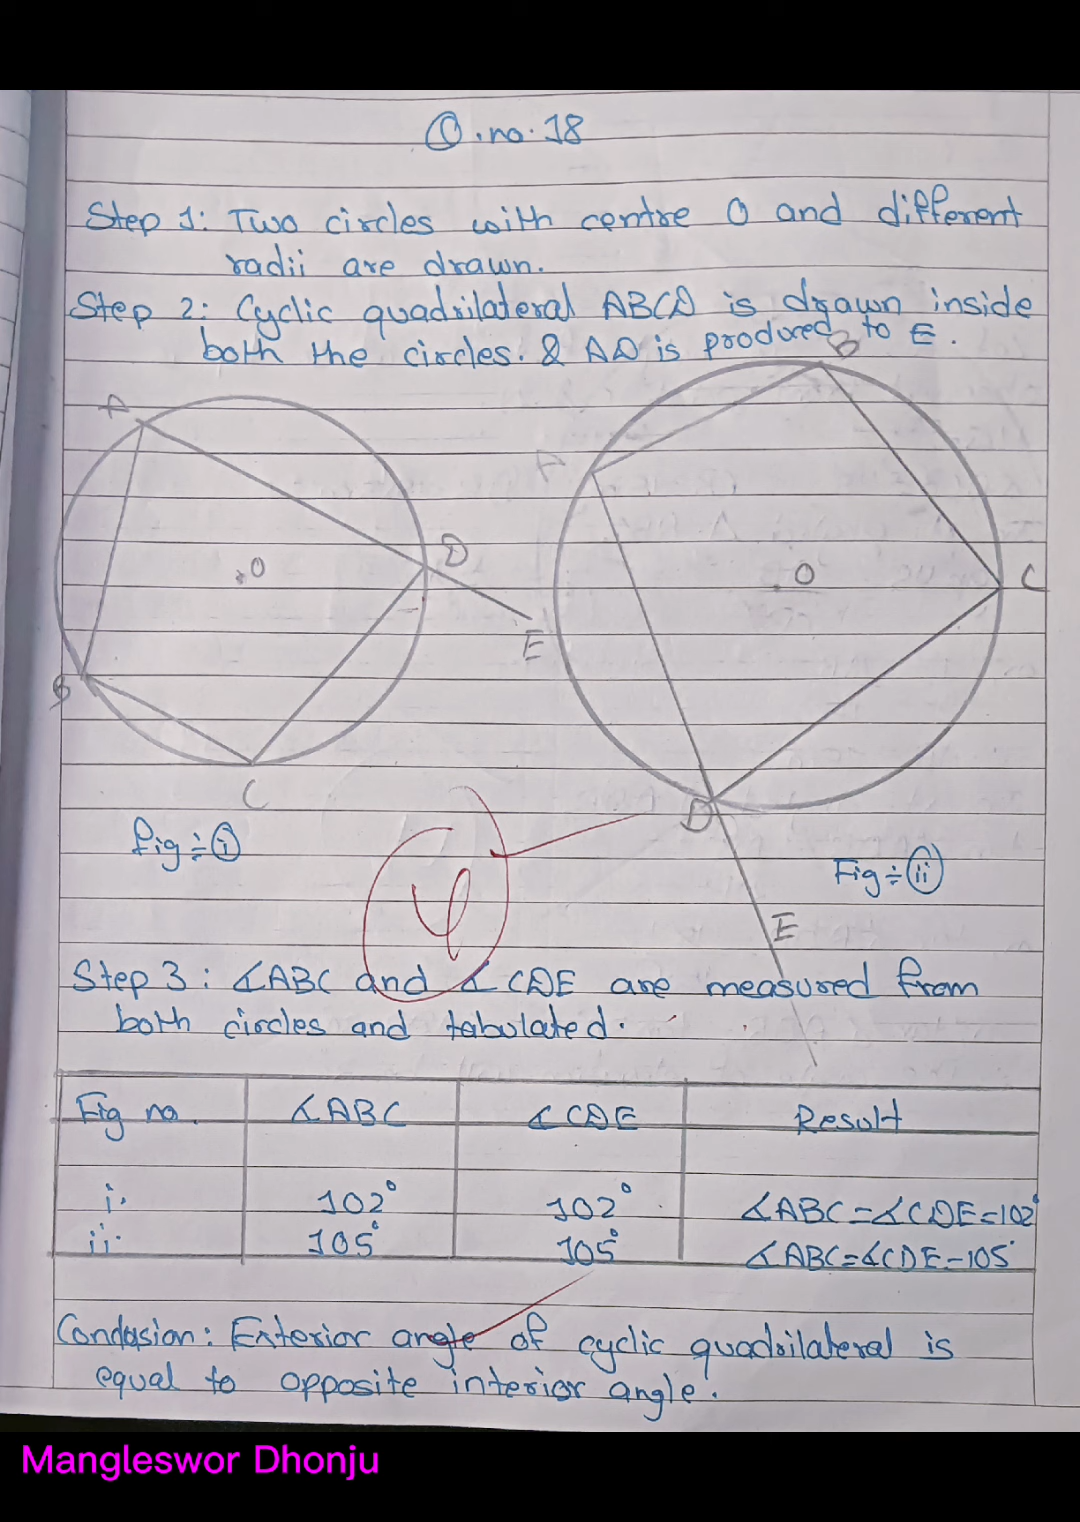 Q.no.18
Step 1: Two circles with centre O and different
radii are drawn.
Step 2: Cyclic quadrilateral ABCD is drawn inside
both the circles. & AD is produced to E.
A
B
C
D
E
O
fig÷(i)
A
B
C
D
E
O
Fig÷(ii)
4
Step 3: ∡ABC and ∡CDE are measured from
both circles and tabulated.
Fig no. ∡ABC ∡CDE Result
i. 102° 102° ∡ABC=∡CDE=102°
ii. 105° 105° ∡ABC=∡CDE=105°
Conclusion: Exterior angle of cyclic quadrilateral is
equal to opposite interior angle.
Mangleswor Dhonju